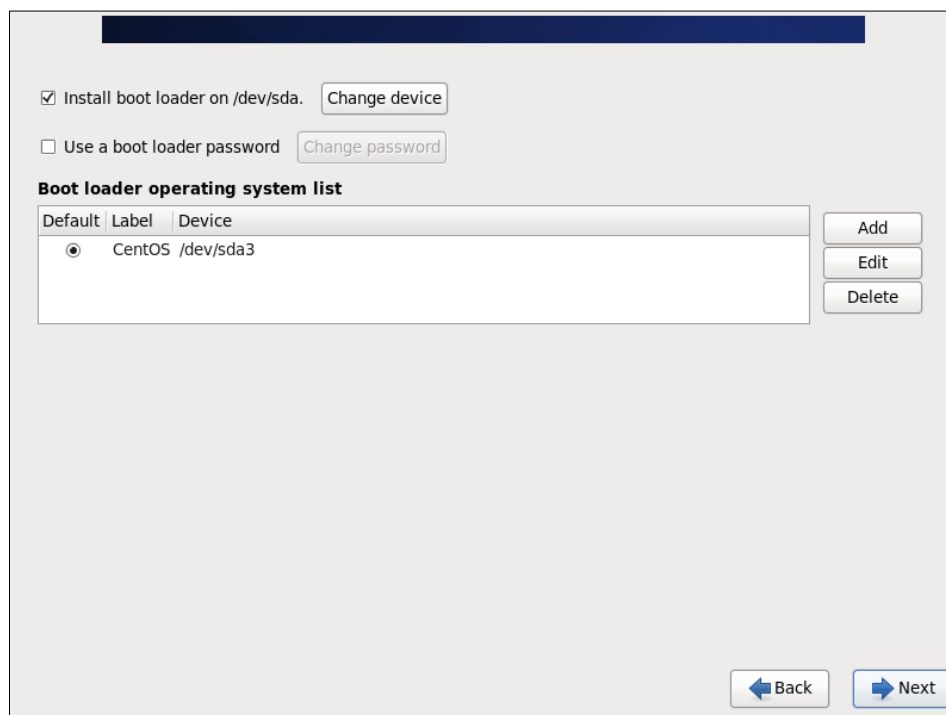 Install boot loader on /dev/sda. Change device
Use a boot loader password Change password
Boot loader operating system list
Default Label Device
CentOS /dev/sda3
Add
Edit
Delete
Back Next